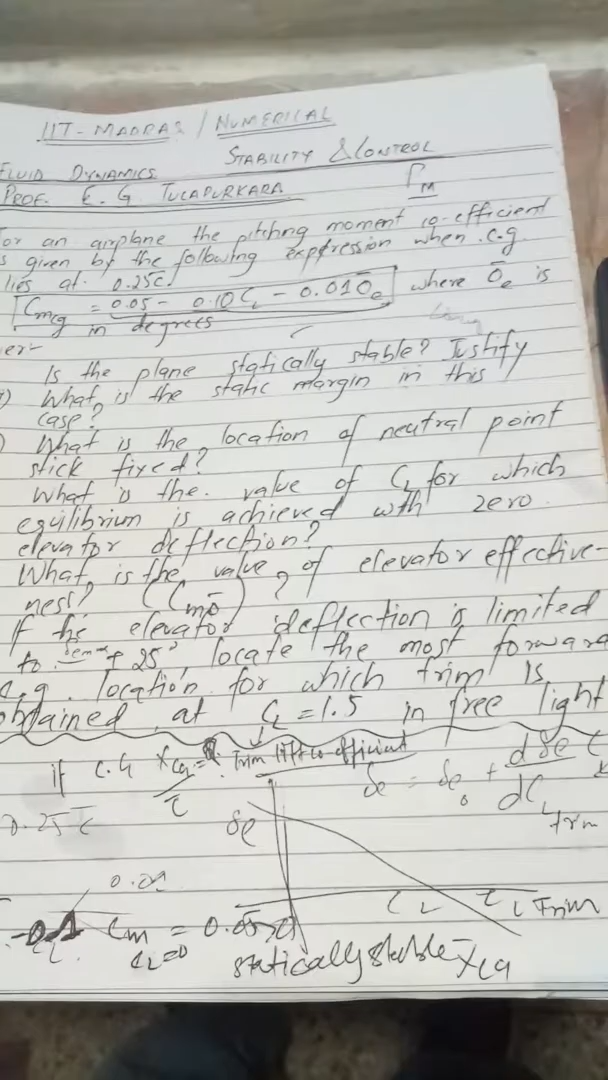 IIT-MADRAS / NUMERICAL
STABILITY & CONTROL
FLUID DYNAMICS
PROF. E. G TULAPURKARA
or an airplane the pitching moment co-efficient
s given by the following expression when c.g
lies at 0.25c̄.
Cmcg = 0.05 - 0.10CL - 0.01δe where δe is
in degrees
er:-
Is the plane statically stable? Justify
) What is the static margin in this
case?
) What is the location of neutral point
stick fixed?
What is the value of CL for which
equilibrium is achieved with zero
elevator deflection?
What is the value of elevator effective-
ness? (Cmδ)?
If the elevator deflection is limited
to ± 25°, locate the most forward
c.g. location for which trim is
obtained at CL = 1.5 in free light
if C.G Xcg = Trim lift co-efficient
c̄
δe = δe0 + dδe
dCL trim
0.25c̄
δe
CL CL Trim
Cm CL=0 = 0.05
statically stable Xcg